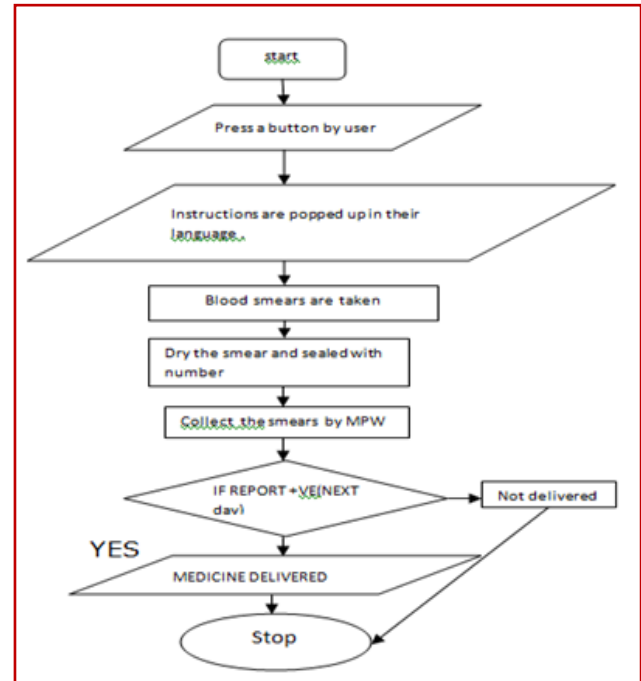 start
Press a button by user
Instructions are popped up in their
language .
Blood smears are taken
Dry the smear and sealed with
number
Collect the smears by MPW
IF REPORT +VE(NEXT
day)
Not delivered
YES
MEDICINE DELIVERED
Stop